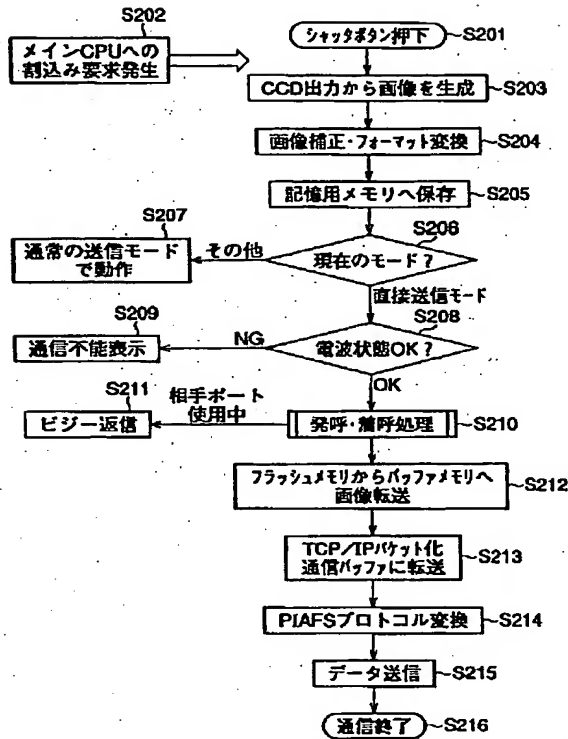 S202
メインCPUへの
割込み要求発生
シャッタボタン押下
S201
CCD出力から画像を生成
S203
画像補正・フォーマット変換
S204
記憶用メモリへ保存
S205
S206
現在のモード?
その他
S207
通常の送信モード
で動作
直接送信モード
S208
電波状態OK?
NG
S209
通信不能表示
OK
発呼・着呼処理
S210
相手ポート
使用中
S211
ビジー返信
フラッシュメモリからバッファメモリへ
画像転送
S212
TCP/IPパケット化
通信バッファに転送
S213
PIAFSプロトコル変換
S214
データ送信
S215
通信終了
S216